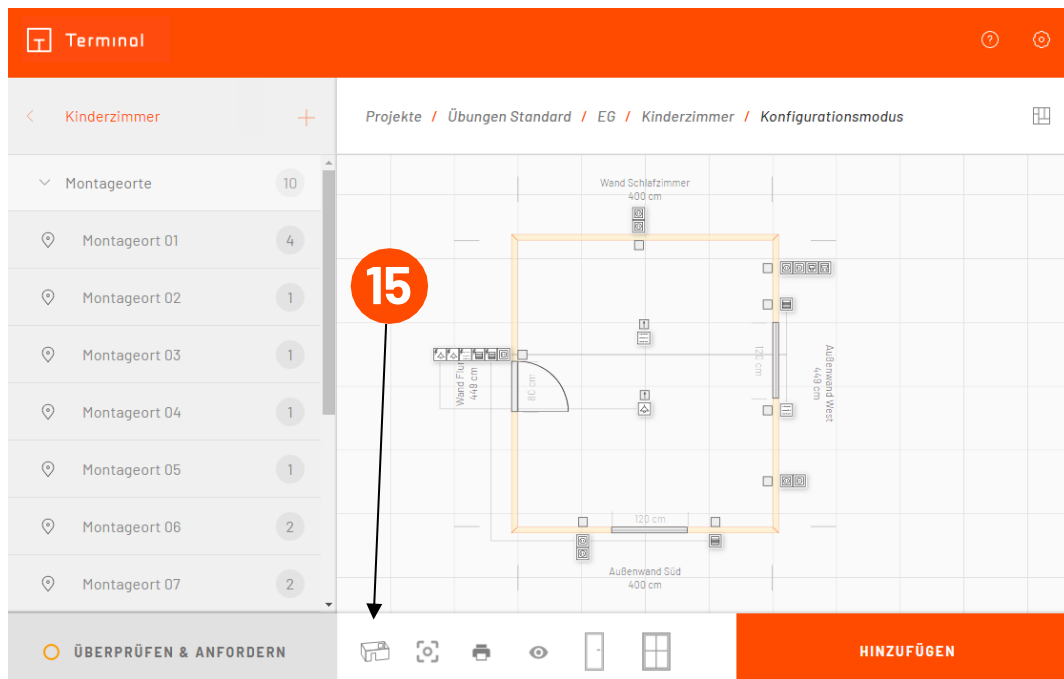 Terminal
Kinderzimmer
Projekte / Übungen Standard / EG / Kinderzimmer / Konfigurationsmodus
Montageorte 10
Montageort 01 4
Montageort 02 1
Montageort 03 1
Montageort 04 1
Montageort 05 1
Montageort 06 2
Montageort 07 2
15
Wand Schlafzimmer
400 cm
Wand Flur
449 cm
80 cm
120 cm
Außenwand West
449 cm
120 cm
Außenwand Süd
400 cm
ÜBERPRÜFEN & ANFORDERN
HINZUFÜGEN